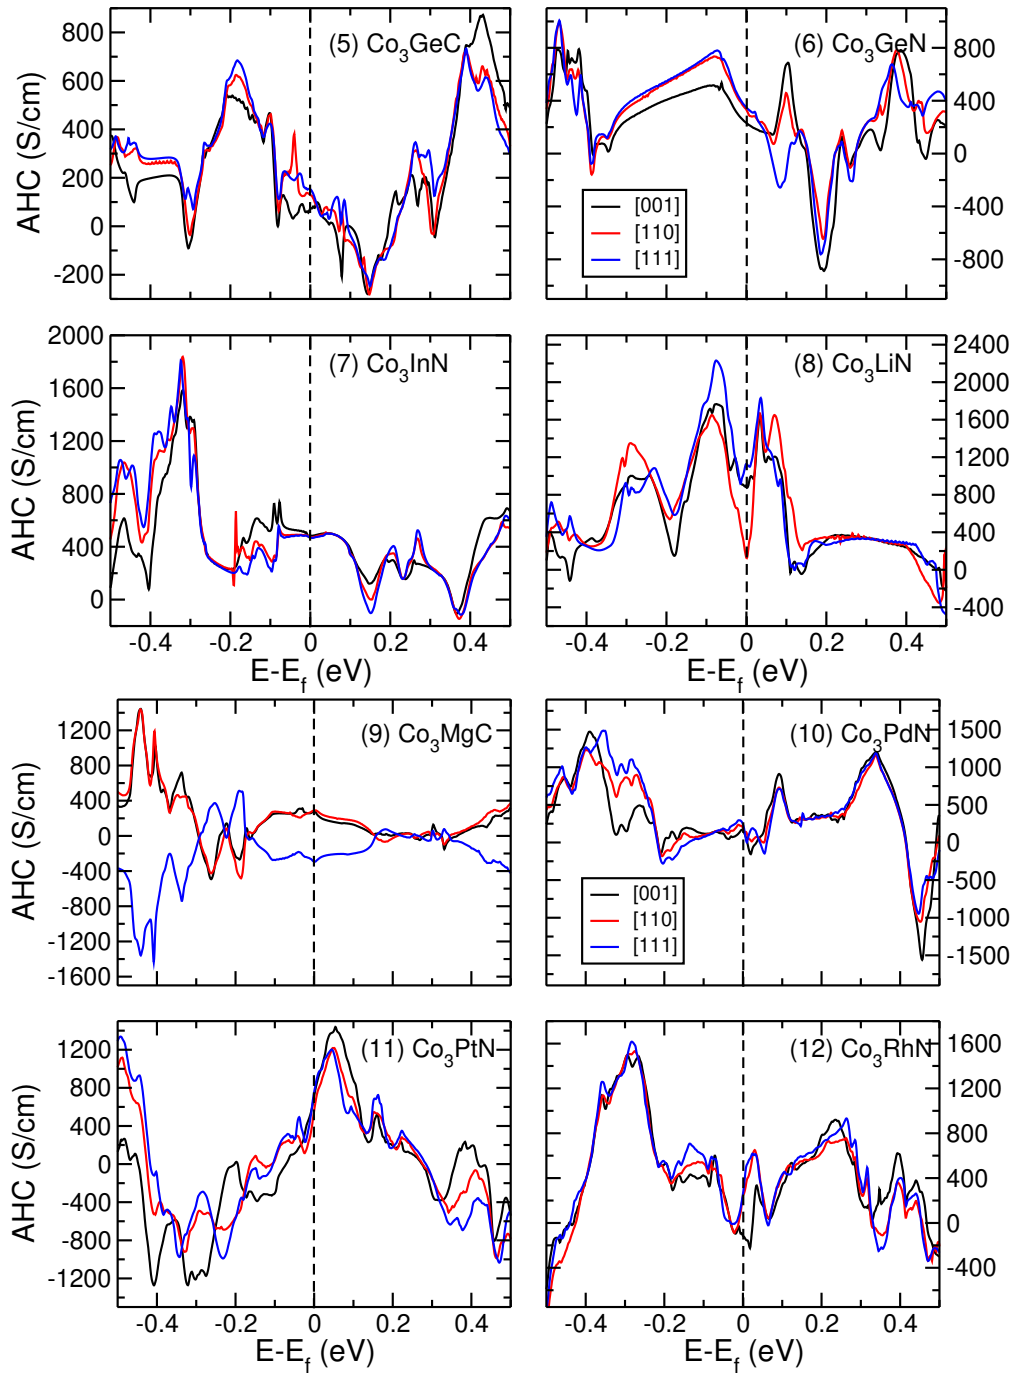 (5) Co3GeC
AHC (S/cm)
800
600
400
200
0
-200
(6) Co3GeN
800
400
0
-400
-800
[001]
[110]
[111]
(7) Co3InN
AHC (S/cm)
2000
1600
1200
800
400
0
-0.4 -0.2 0 0.2 0.4
E-Ef (eV)
(8) Co3LiN
2400
2000
1600
1200
800
400
0
-400
-0.4 -0.2 0 0.2 0.4
E-Ef (eV)
(9) Co3MgC
AHC (S/cm)
1200
800
400
0
-400
-800
-1200
-1600
(10) Co3PdN
1500
1000
500
0
-500
-1000
-1500
[001]
[110]
[111]
(11) Co3PtN
AHC (S/cm)
1200
800
400
0
-400
-800
-1200
-0.4 -0.2 0 0.2 0.4
E-Ef (eV)
(12) Co3RhN
1600
1200
800
400
0
-400
-0.4 -0.2 0 0.2 0.4
E-Ef (eV)